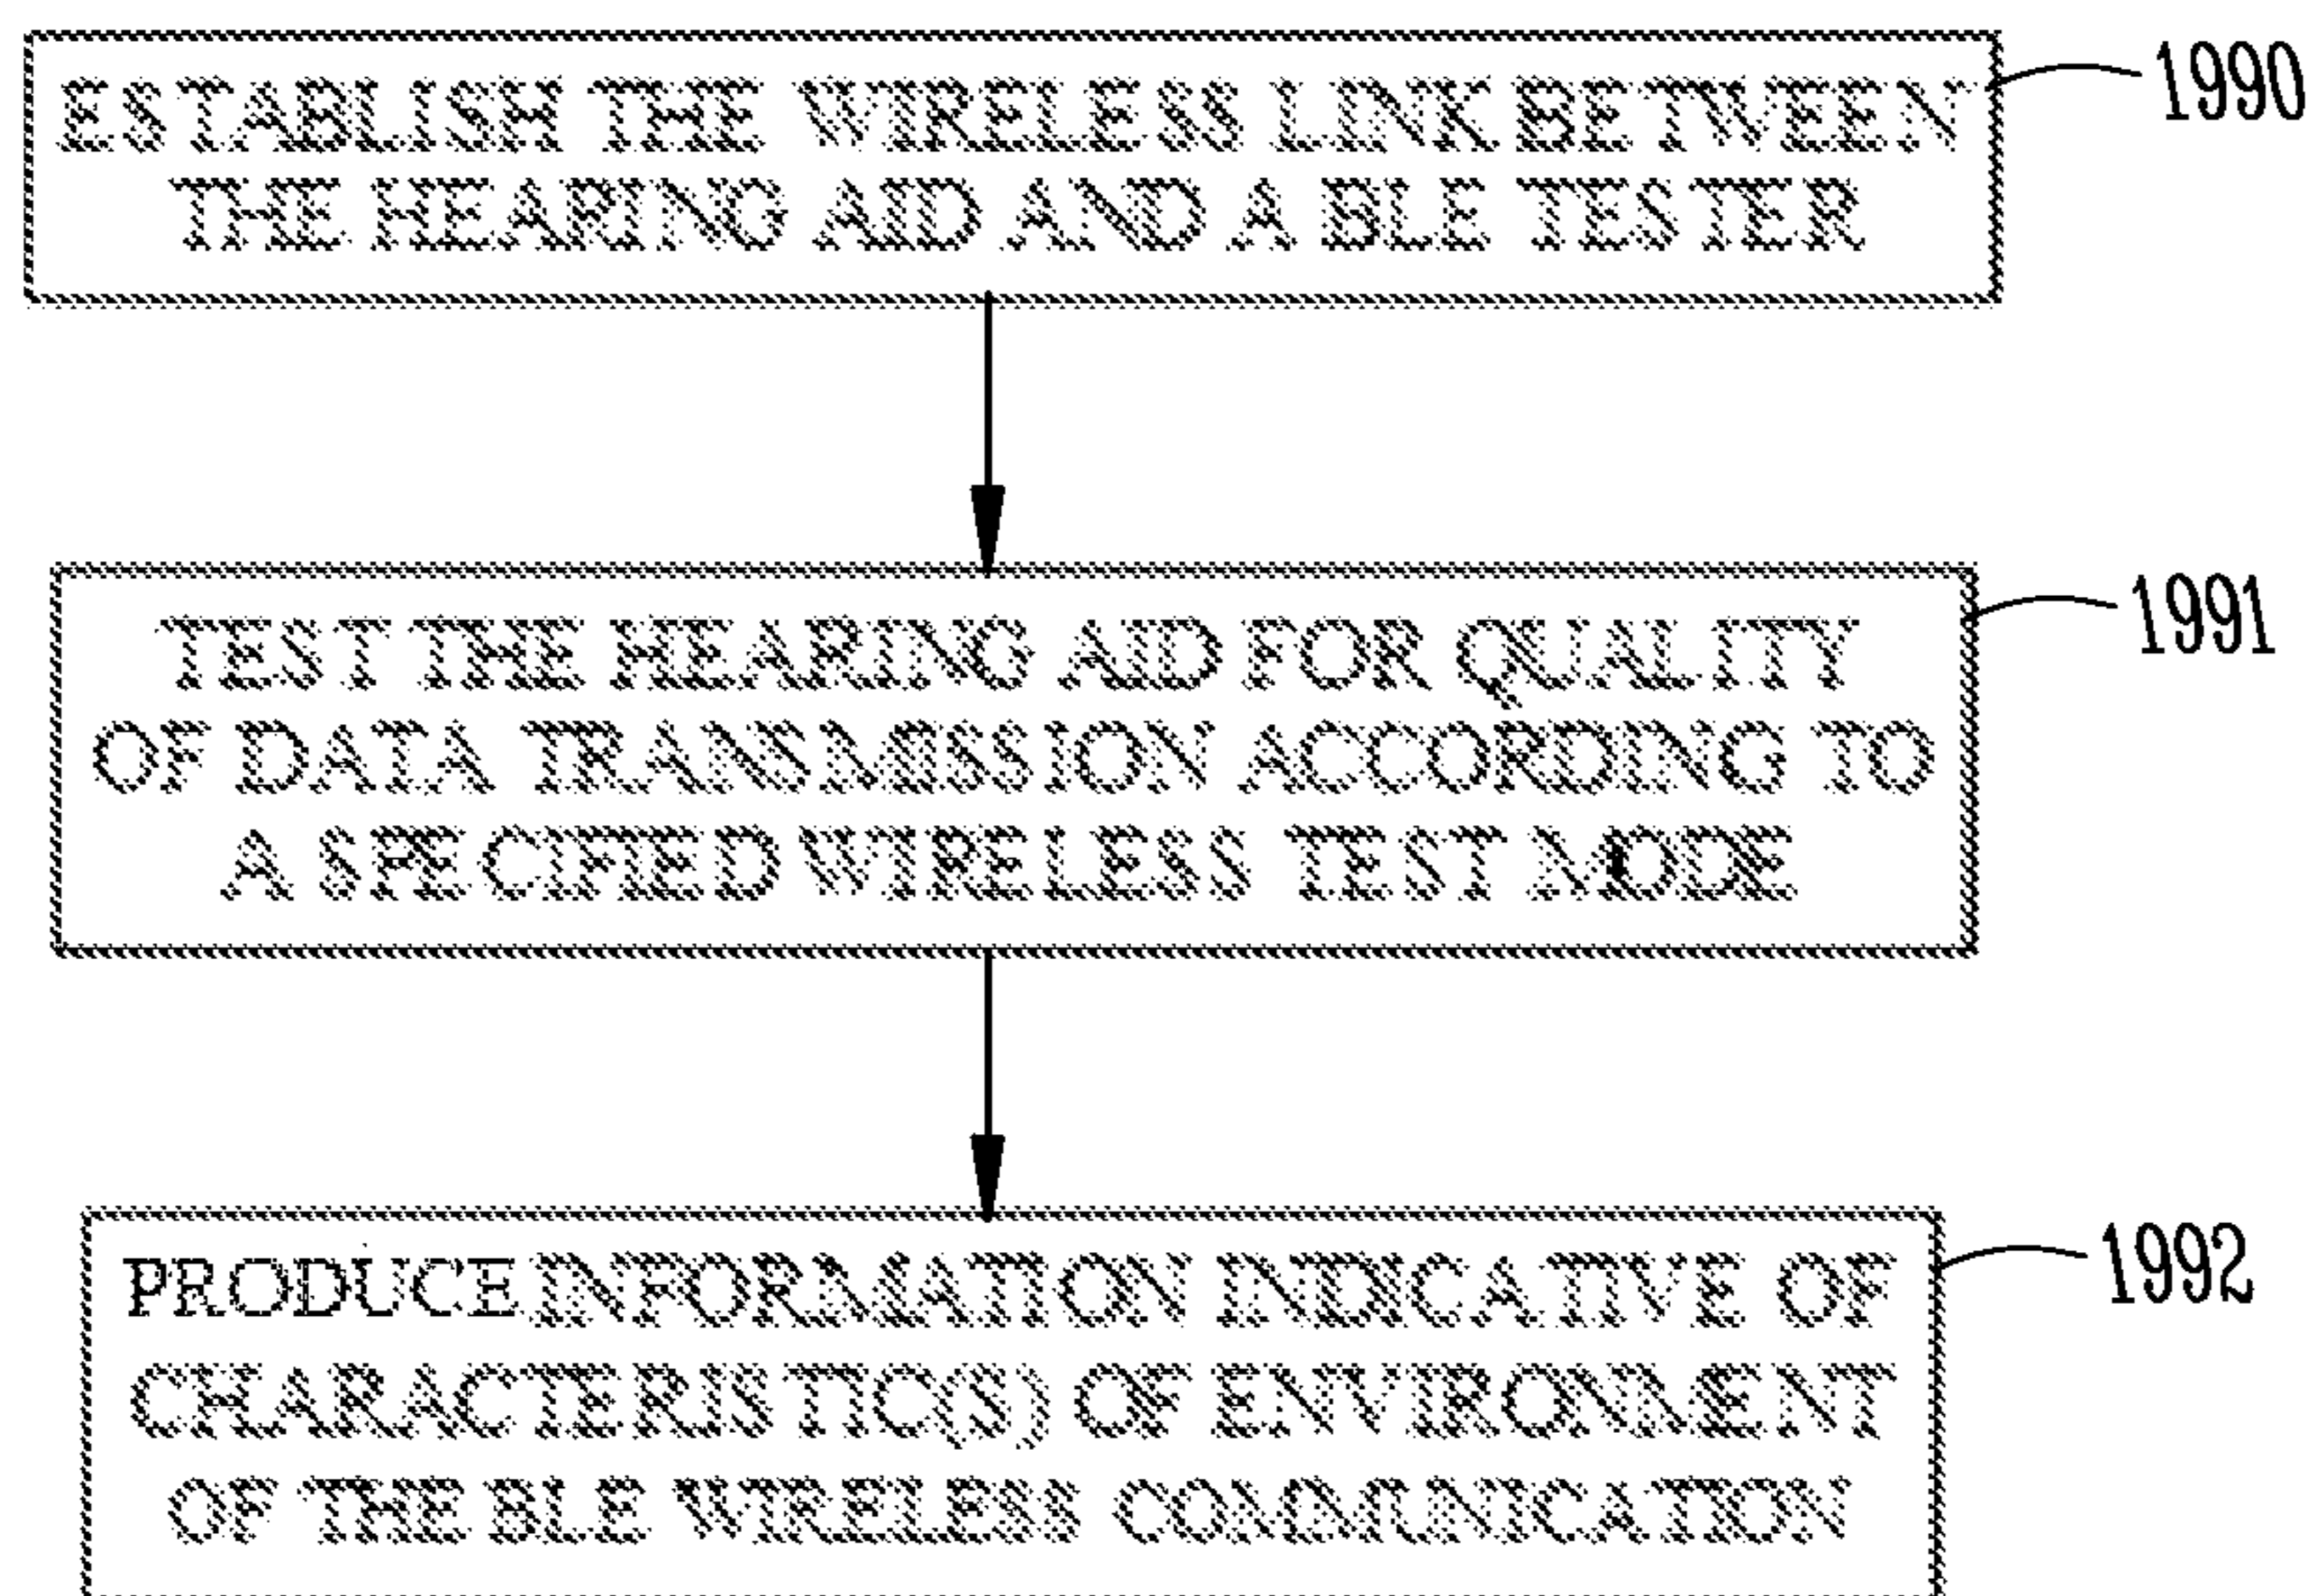 ESTABLISH THE WIRELESS LINK BETWEEN
THE HEARING AID AND A BLE TESTER
1990
TEST THE HEARING AID FOR QUALITY
OF DATA TRANSMISSION ACCORDING TO
A SPECIFIED WIRELESS TEST MODE
1991
PRODUCE INFORMATION INDICATIVE OF
CHARACTERISTIC(S) OF ENVIRONMENT
OF THE BLE WIRELESS COMMUNICATION
1992